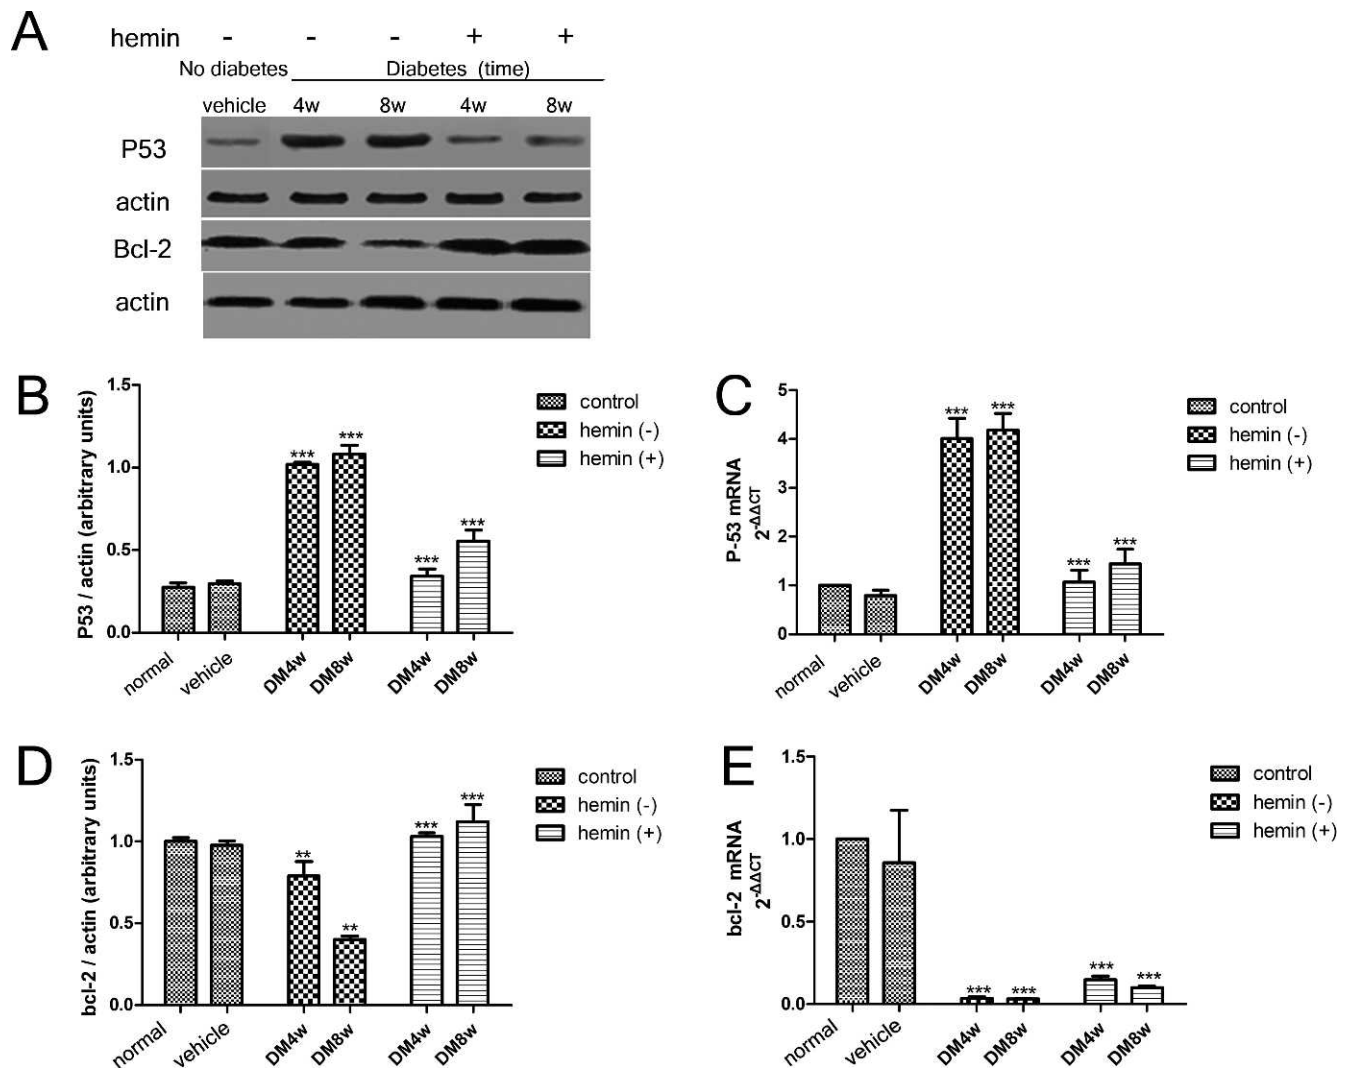 A
hemin - - - + +
No diabetes Diabetes (time)
vehicle 4w 8w 4w 8w
P53
actin
Bcl-2
actin
B
P53 / actin (arbitrary units)
1.5
1.0
0.5
0.0
*** *** *** ***
normal vehicle DM4w DM8w DM4w DM8w
control
hemin (-)
hemin (+)
C
P-53 mRNA
2-ΔΔCT
5
4
3
2
1
0
*** *** *** ***
normal vehicle DM4w DM8w DM4w DM8w
control
hemin (-)
hemin (+)
D
bcl-2 / actin (arbitrary units)
1.5
1.0
0.5
0.0
** ** *** ***
normal vehicle DM4w DM8w DM4w DM8w
control
hemin (-)
hemin (+)
E
bcl-2 mRNA
2-ΔΔCT
1.5
1.0
0.5
0.0
*** *** *** ***
normal vehicle DM4w DM8w DM4w DM8w
control
hemin (-)
hemin (+)